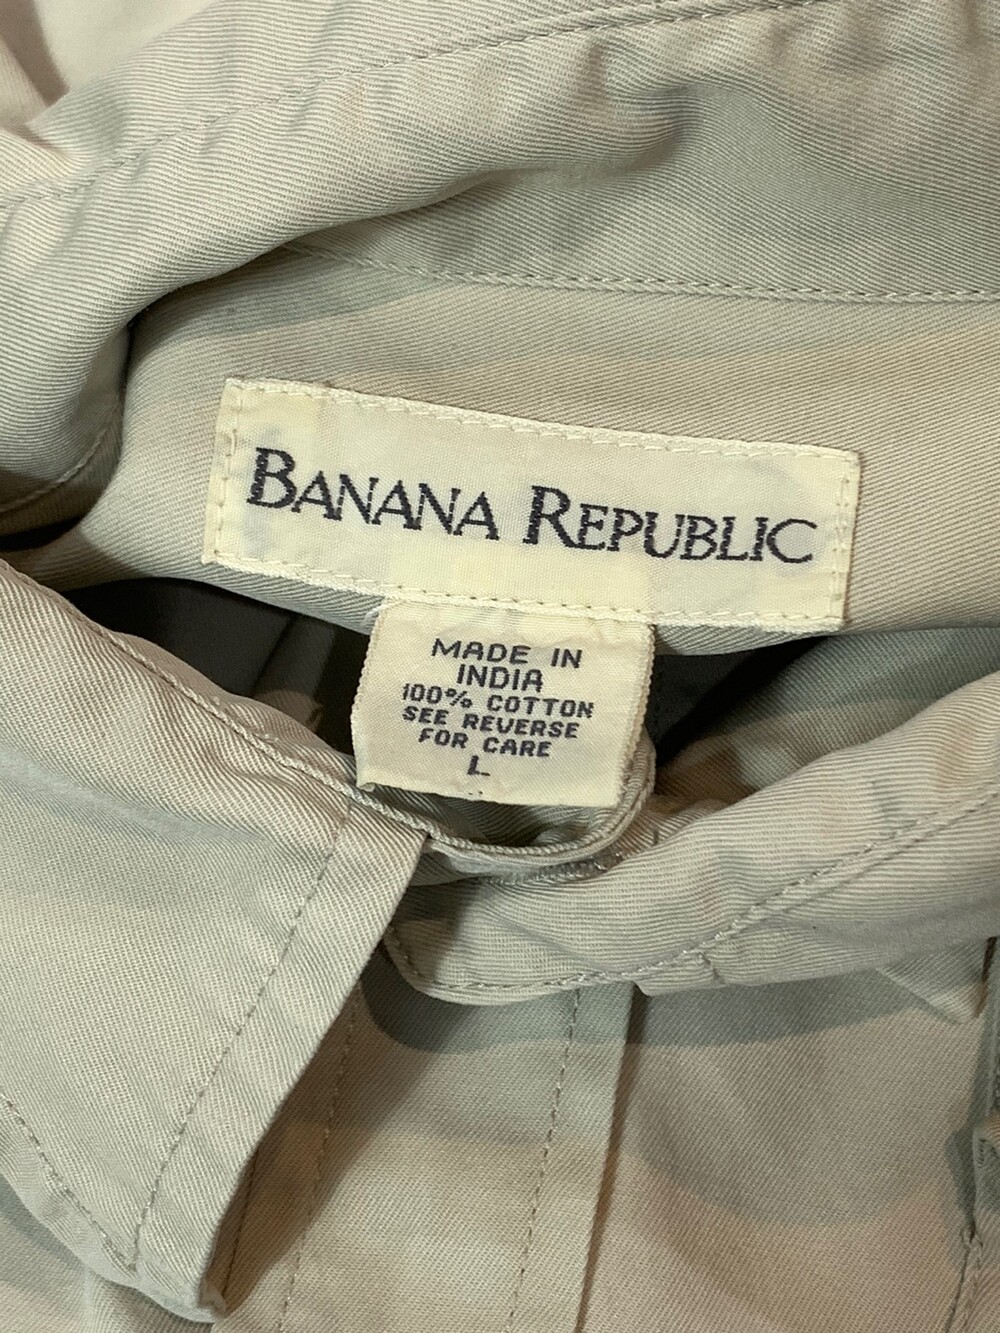 BANANA REPUBLIC
MADE IN
INDIA
100% COTTON
SEE REVERSE
FOR CARE
L